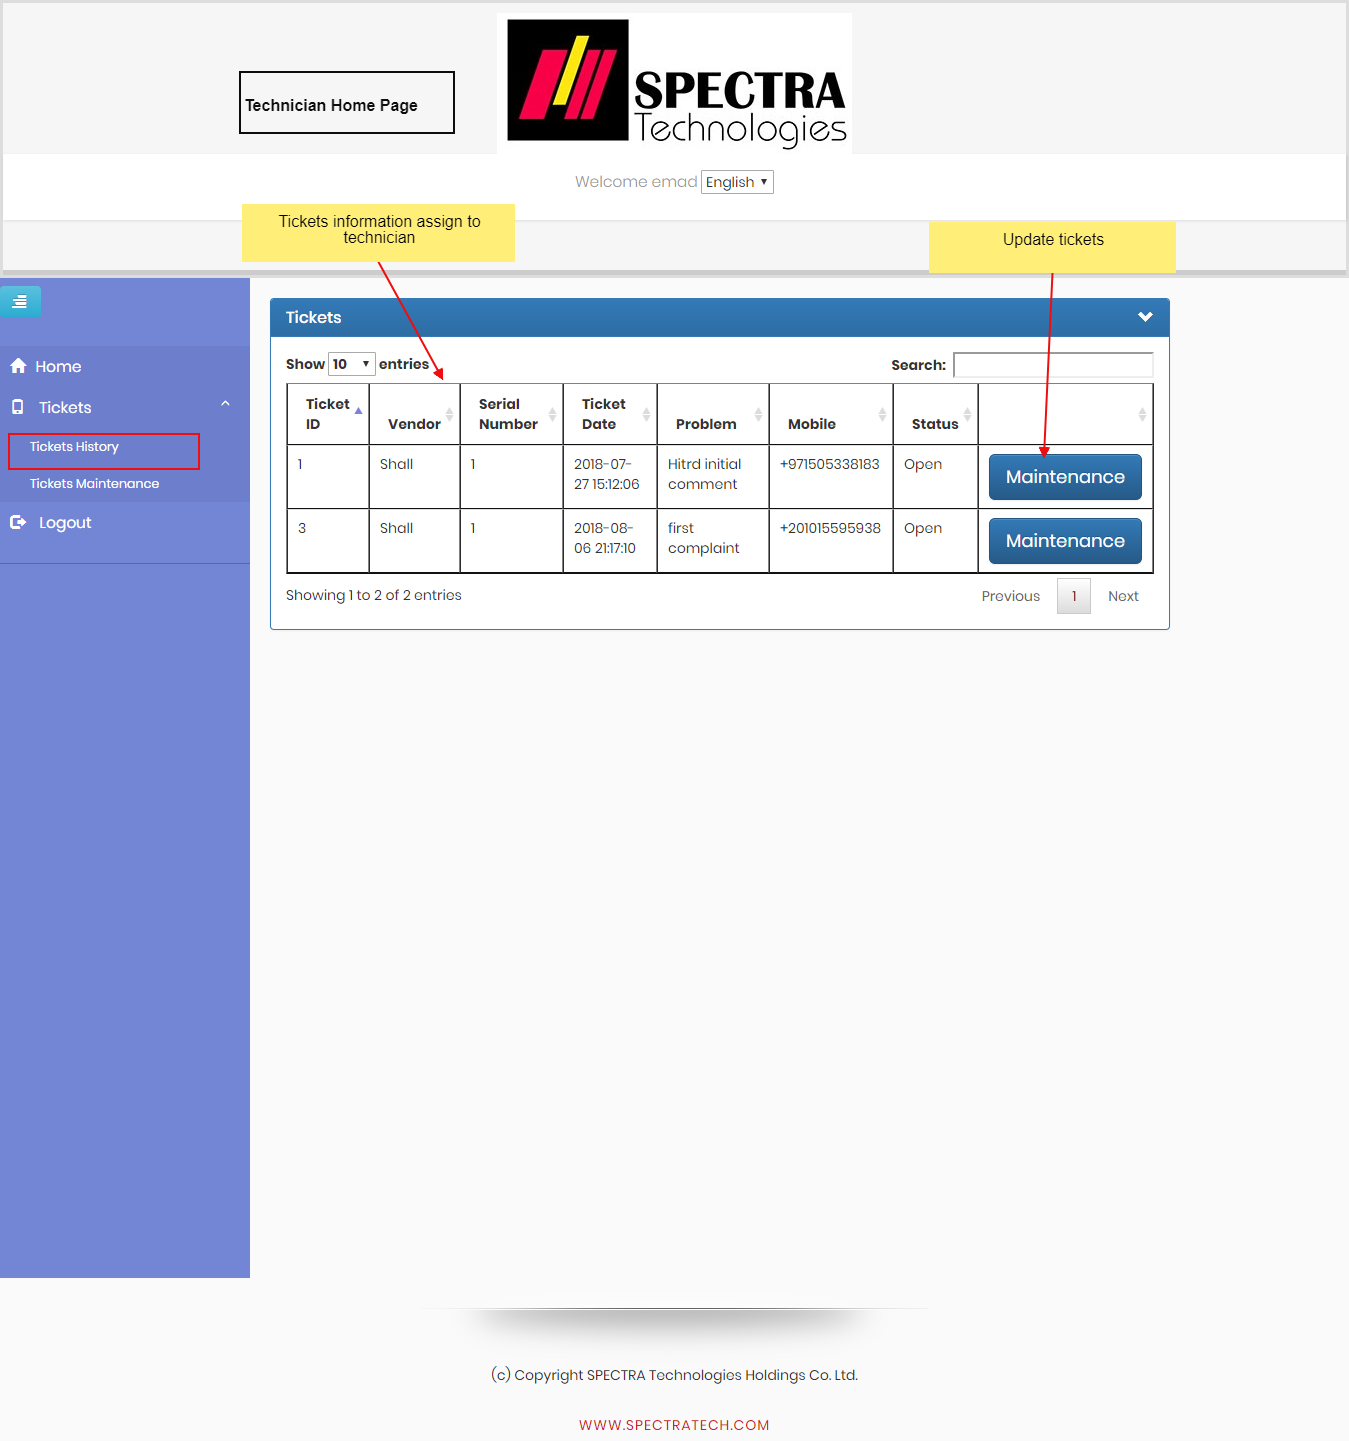 SPECTRA
Technologies
Technician Home Page
Welcome emad English
Tickets information assign to
technician
Update tickets
Home
Tickets
Tickets History
Tickets Maintenance
Logout
Tickets
Show 10 entries
Search:
Ticket ID Vendor Serial Number Ticket Date Problem Mobile Status
1 Shall 1 2018-07-27 15:12:06 Hitrd initial comment +971505338183 Open Maintenance
3 Shall 1 2018-08-06 21:17:10 first complaint +201015595938 Open Maintenance
Showing 1 to 2 of 2 entries
Previous 1 Next
(c) Copyright SPECTRA Technologies Holdings Co. Ltd.
WWW.SPECTRATECH.COM